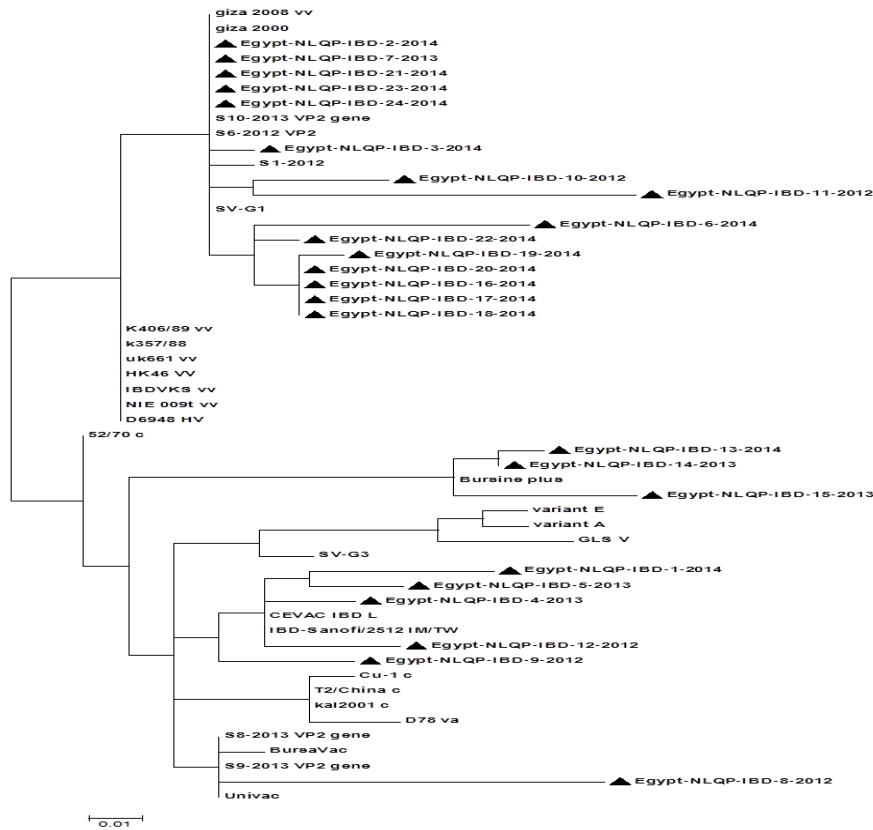 giza 2008 vv
giza 2000
Egypt-NLQP-IBD-2-2014
Egypt-NLQP-IBD-7-2013
Egypt-NLQP-IBD-21-2014
Egypt-NLQP-IBD-23-2014
Egypt-NLQP-IBD-24-2014
S10-2013 VP2 gene
S6-2012 VP2
Egypt-NLQP-IBD-3-2014
S1-2012
Egypt-NLQP-IBD-10-2012
Egypt-NLQP-IBD-11-2012
SV-G1
Egypt-NLQP-IBD-6-2014
Egypt-NLQP-IBD-22-2014
Egypt-NLQP-IBD-19-2014
Egypt-NLQP-IBD-20-2014
Egypt-NLQP-IBD-16-2014
Egypt-NLQP-IBD-17-2014
Egypt-NLQP-IBD-18-2014
K406/89 vv
k357/88
uk661 vv
HK46 VV
IBDVKS vv
NIE 009t vv
D6948 HV
52/70 c
Egypt-NLQP-IBD-13-2014
Egypt-NLQP-IBD-14-2013
Bursine plus
Egypt-NLQP-IBD-15-2013
variant E
variant A
GLS V
SV-G3
Egypt-NLQP-IBD-1-2014
Egypt-NLQP-IBD-5-2013
Egypt-NLQP-IBD-4-2013
CEVAC IBD L
IBD-Sanofi/2512 IM/TW
Egypt-NLQP-IBD-12-2012
Egypt-NLQP-IBD-9-2012
Cu-1 c
T2/China c
kal2001 c
D78 va
S8-2013 VP2 gene
BursaVac
S9-2013 VP2 gene
Egypt-NLQP-IBD-8-2012
Univac
0.01